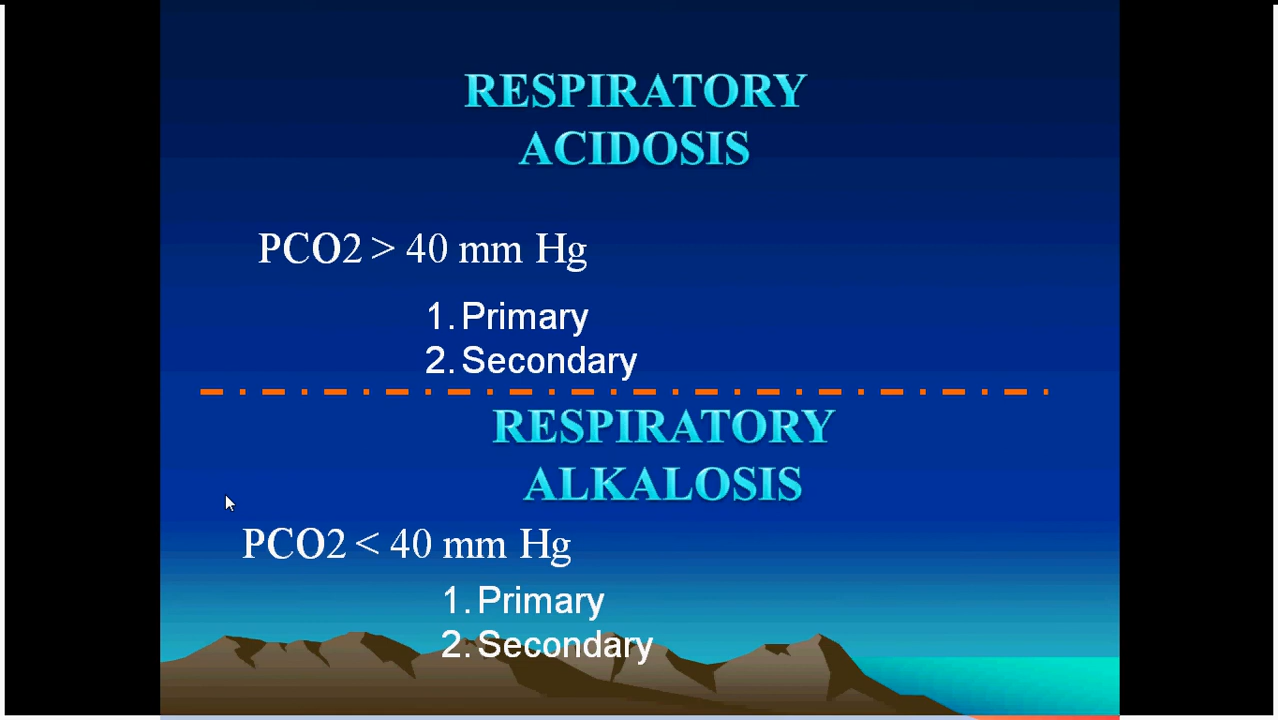 RESPIRATORY
ACIDOSIS
PCO2 > 40 mm Hg
1. Primary
2. Secondary
RESPIRATORY
ALKALOSIS
PCO2 < 40 mm Hg
1. Primary
2. Secondary